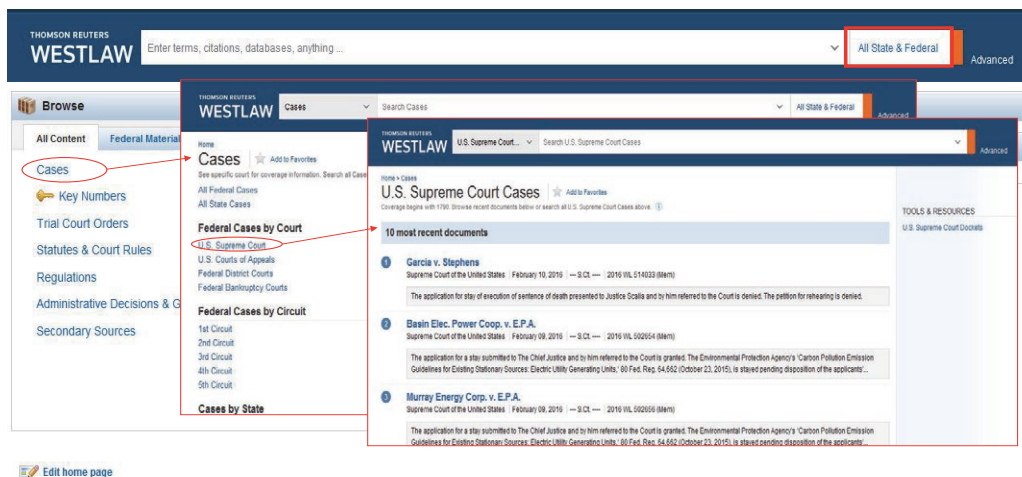 THOMSON REUTERS
WESTLAW
Enter terms, citations, databases, anything ...
All State & Federal
Advanced
Browse
All Content
Federal Material
Cases
Key Numbers
Trial Court Orders
Statutes & Court Rules
Regulations
Administrative Decisions & G
Secondary Sources
Edit home page
THOMSON REUTERS
WESTLAW
Cases
Search Cases
All State & Federal
Advanced
Home
Cases
Add to Favorites
See specific court for coverage information. Search all Case
All Federal Cases
All State Cases
Federal Cases by Court
U.S. Supreme Court
U.S. Courts of Appeals
Federal District Courts
Federal Bankruptcy Courts
Federal Cases by Circuit
1st Circuit
2nd Circuit
3rd Circuit
4th Circuit
5th Circuit
Cases by State
THOMSON REUTERS
WESTLAW
U.S. Supreme Court...
Search U.S. Supreme Court Cases
Advanced
Home > Cases
U.S. Supreme Court Cases
Add to Favorites
Coverage begins with 1790. Browse recent documents below or search all U.S. Supreme Court Cases above.
10 most recent documents
1 Garcia v. Stephens
Supreme Court of the United States February 10, 2016 --- S.Ct. ---- 2016 WL 514033 (Mem)
The application for stay of execution of sentence of death presented to Justice Scalia and by him referred to the Court is denied. The petition for rehearing is denied.
2 Basin Elec. Power Coop. v. E.P.A.
Supreme Court of the United States February 09, 2016 --- S.Ct. ---- 2016 WL 502654 (Mem)
The application for a stay submitted to The Chief Justice and by him referred to the Court is granted. The Environmental Protection Agency's 'Carbon Pollution Emission
Guidelines for Existing Stationary Sources: Electric Utility Generating Units,' 80 Fed. Reg. 64,662 (October 23, 2015), is stayed pending disposition of the applicants'...
3 Murray Energy Corp. v. E.P.A.
Supreme Court of the United States February 09, 2016 --- S.Ct. ---- 2016 WL 502656 (Mem)
The application for a stay submitted to The Chief Justice and by him referred to the Court is granted. The Environmental Protection Agency's 'Carbon Pollution Emission
Guidelines for Existing Stationary Sources: Electric Utility Generating Units,' 80 Fed. Reg. 64,662 (October 23, 2015), is stayed pending disposition of the applicants'...
TOOLS & RESOURCES
U.S. Supreme Court Dockets